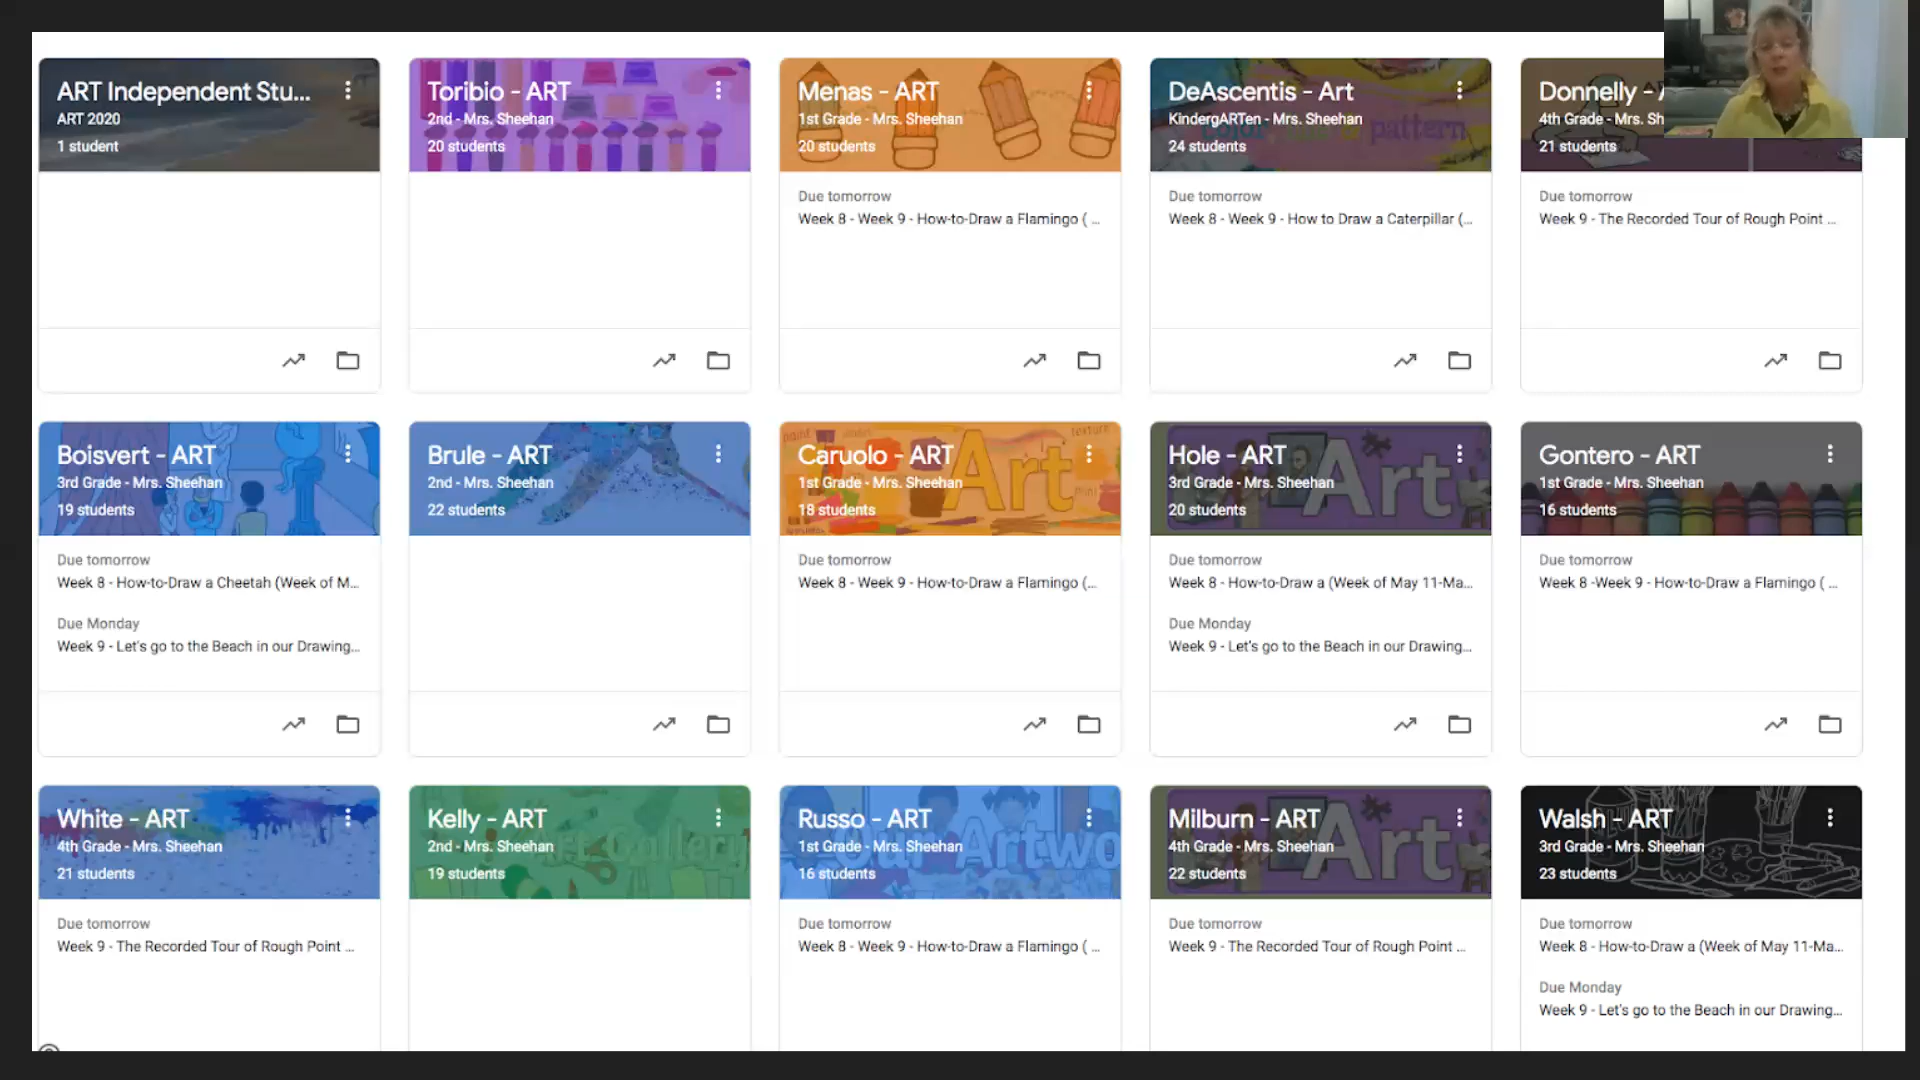 ART Independent Stu...
ART 2020
1 student
Toribio - ART
2nd - Mrs. Sheehan
20 students
Menas - ART
1st Grade - Mrs. Sheehan
20 students
Due tomorrow
Week 8 - Week 9 - How-to-Draw a Flamingo ( ...
DeAscentis - Art
KindergARTen - Mrs. Sheehan
24 students
color
pattern
Due tomorrow
Week 8 - Week 9 - How to Draw a Caterpillar (...
Donnelly -
4th Grade - Mrs. Sh
21 students
Due tomorrow
Week 9 - The Recorded Tour of Rough Point ...
Boisvert - ART
3rd Grade - Mrs. Sheehan
19 students
Due tomorrow
Week 8 - How-to-Draw a Cheetah (Week of M...
Due Monday
Week 9 - Let's go to the Beach in our Drawing...
Brule - ART
2nd - Mrs. Sheehan
22 students
Caruolo - ART
1st Grade - Mrs. Sheehan
18 students
paint
texture
Art
Due tomorrow
Week 8 - Week 9 - How-to-Draw a Flamingo (...
Hole - ART
3rd Grade - Mrs. Sheehan
20 students
Art
Due tomorrow
Week 8 - How-to-Draw a (Week of May 11-Ma...
Due Monday
Week 9 - Let's go to the Beach in our Drawing...
Gontero - ART
1st Grade - Mrs. Sheehan
16 students
Due tomorrow
Week 8 -Week 9 - How-to-Draw a Flamingo ( ...
White - ART
4th Grade - Mrs. Sheehan
21 students
Due tomorrow
Week 9 - The Recorded Tour of Rough Point ...
Kelly - ART
2nd - Mrs. Sheehan
19 students
Art Gallery
Russo - ART
1st Grade - Mrs. Sheehan
16 students
Our Artwo
Due tomorrow
Week 8 - Week 9 - How-to-Draw a Flamingo ( ...
Milburn - ART
4th Grade - Mrs. Sheehan
22 students
Art
Due tomorrow
Week 9 - The Recorded Tour of Rough Point ...
Walsh - ART
3rd Grade - Mrs. Sheehan
23 students
Due tomorrow
Week 8 - How-to-Draw a (Week of May 11-Ma...
Due Monday
Week 9 - Let's go to the Beach in our Drawing...